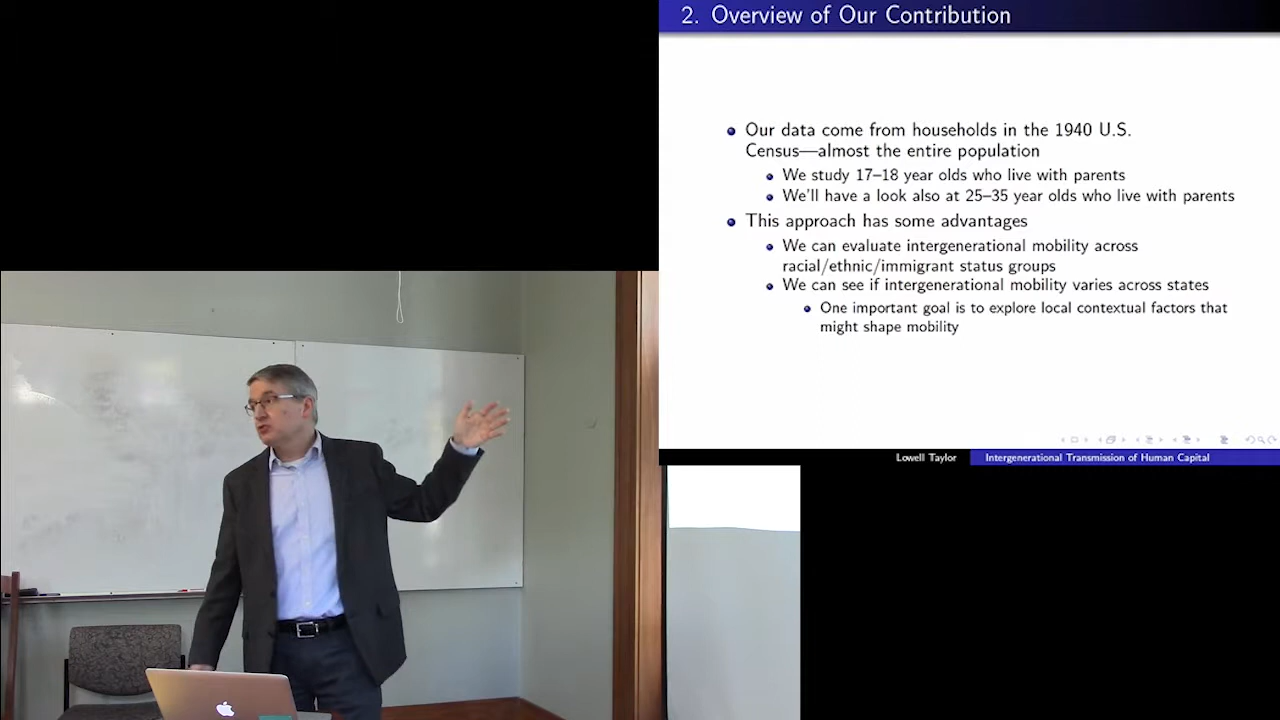 2. Overview of Our Contribution
Our data come from households in the 1940 U.S.
Census—almost the entire population
We study 17–18 year olds who live with parents
We'll have a look also at 25–35 year olds who live with parents
This approach has some advantages
We can evaluate intergenerational mobility across
racial/ethnic/immigrant status groups
We can see if intergenerational mobility varies across states
One important goal is to explore local contextual factors that
might shape mobility
Lowell Taylor
Intergenerational Transmission of Human Capital